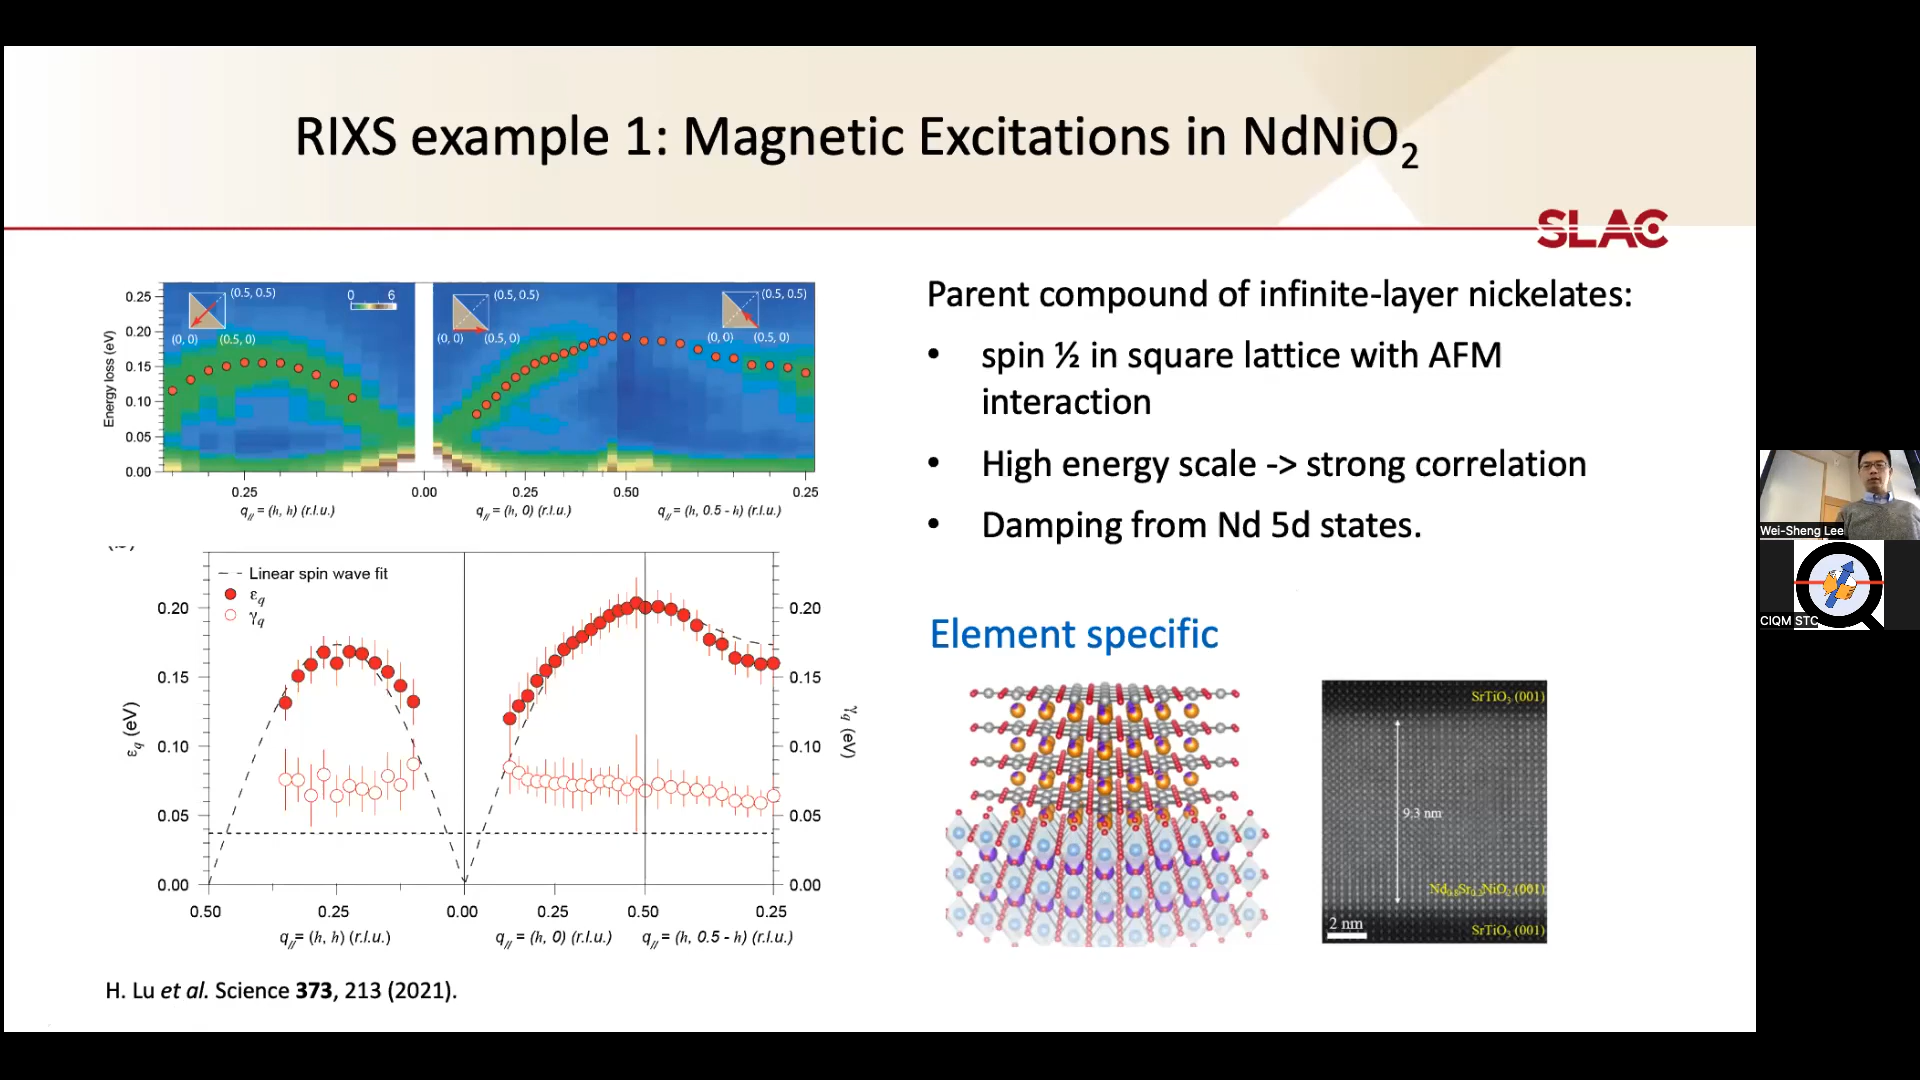 RIXS example 1: Magnetic Excitations in NdNiO₂
SLAC
0.25
0.20
0.15
0.10
0.05
0.00
Energy loss (eV)
(0.5, 0.5)
(0, 0)
(0.5, 0)
0 6
(0.5, 0.5)
(0, 0)
(0.5, 0)
(0.5, 0.5)
(0, 0)
(0.5, 0)
0.25 0.00 0.25 0.50 0.25
q// = (h, h) (r.l.u.) q// = (h, 0) (r.l.u.) q// = (h, 0.5 - h) (r.l.u.)
Linear spin wave fit
εq
γq
0.20
0.15
0.10
0.05
0.00
εq (eV)
0.20
0.15
0.10
0.05
0.00
γq (eV)
0.50 0.25 0.00 0.25 0.50 0.25
q//= (h, h) (r.l.u.) q// = (h, 0) (r.l.u.) q// = (h, 0.5 - h) (r.l.u.)
H. Lu et al. Science 373, 213 (2021).
Parent compound of infinite-layer nickelates:
• spin ½ in square lattice with AFM
interaction
• High energy scale -> strong correlation
• Damping from Nd 5d states.
Element specific
SrTiO₃ (001)
9.3 nm
Nd₀.₈Sr₀.₂NiO₂ (001)
2 nm
SrTiO₃ (001)
Wei-Sheng Lee
CIQM STC